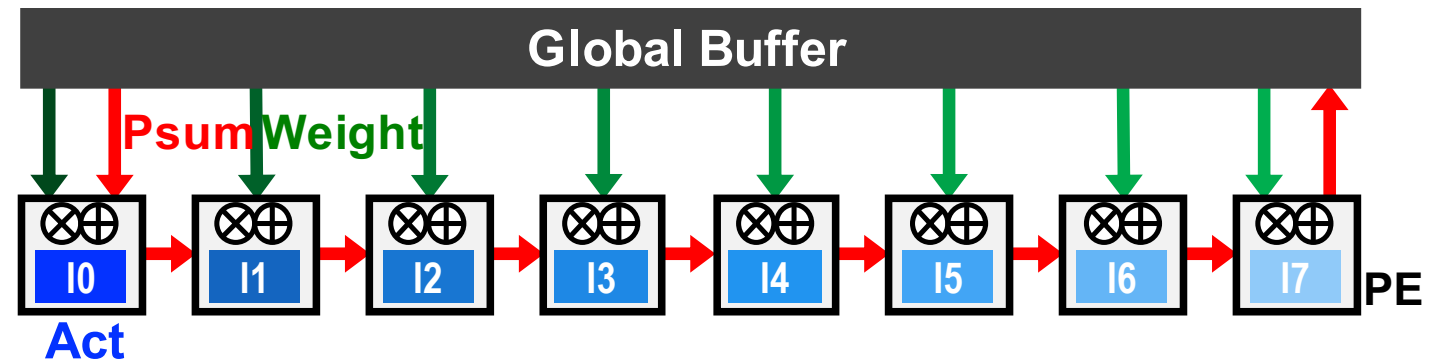 Global Buffer
Psum Weight
I0 I1 I2 I3 I4 I5 I6 I7
PE
Act